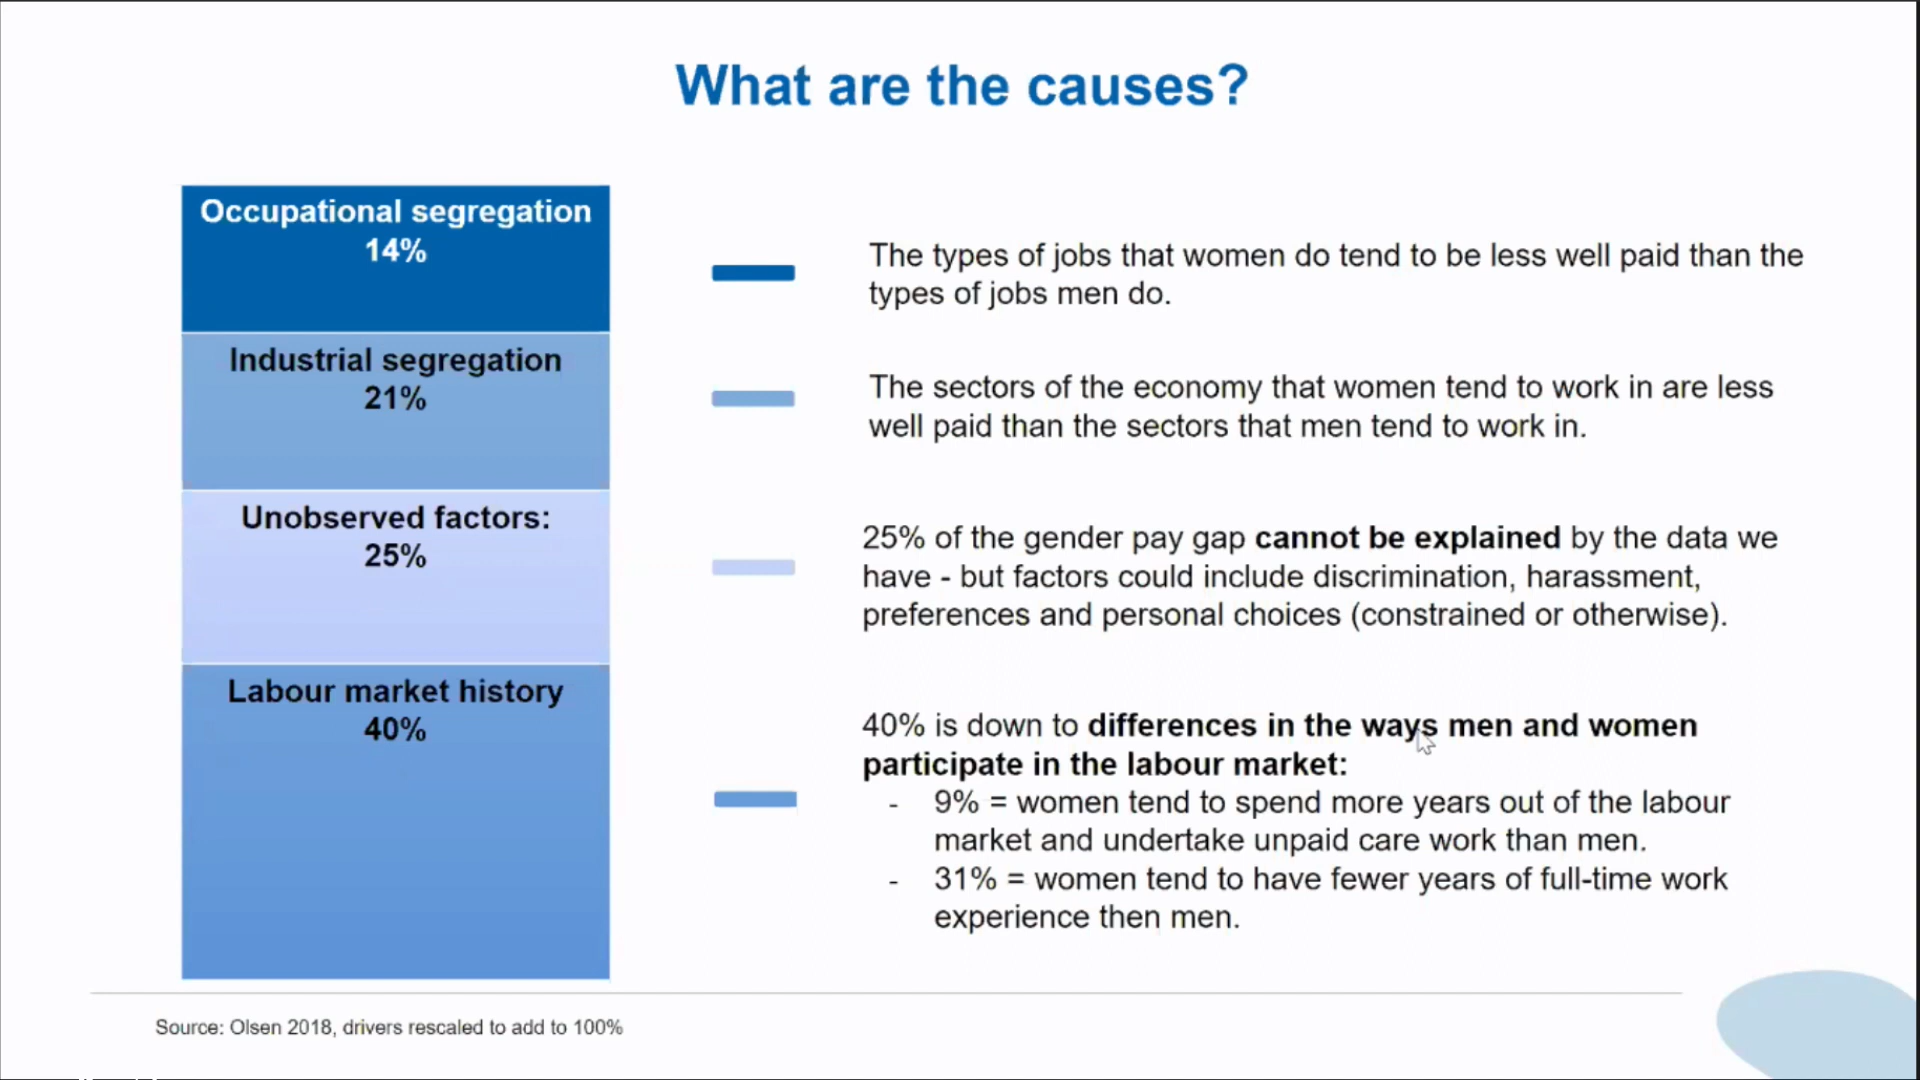 What are the causes?
Occupational segregation
14%
The types of jobs that women do tend to be less well paid than the
types of jobs men do.
Industrial segregation
21%
The sectors of the economy that women tend to work in are less
well paid than the sectors that men tend to work in.
Unobserved factors:
25%
25% of the gender pay gap cannot be explained by the data we
have - but factors could include discrimination, harassment,
preferences and personal choices (constrained or otherwise).
Labour market history
40%
40% is down to differences in the ways men and women
participate in the labour market:
- 9% = women tend to spend more years out of the labour
market and undertake unpaid care work than men.
- 31% = women tend to have fewer years of full-time work
experience then men.
Source: Olsen 2018, drivers rescaled to add to 100%